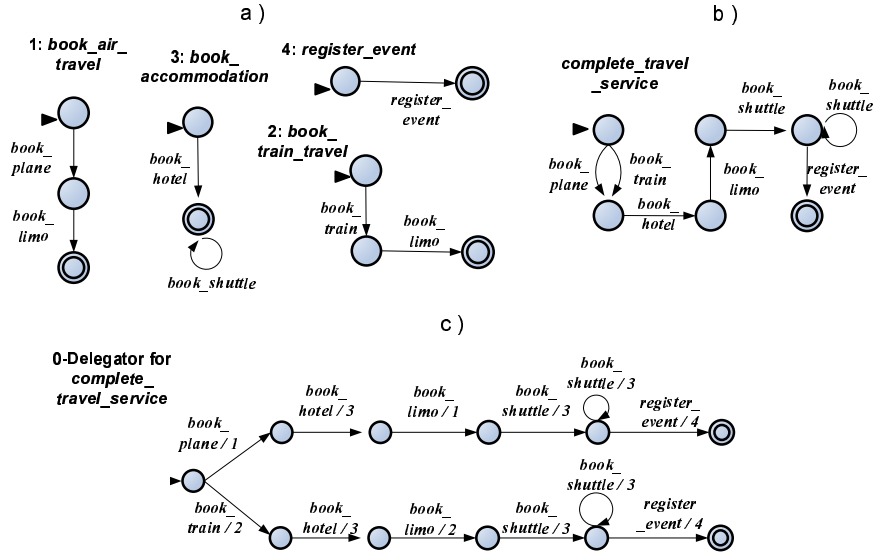 a )
1: book_air_
travel
book_
plane
book_
limo
3: book_
accommodation
book_
hotel
book_shuttle
4: register_event
register_
event
2: book_
train_travel
book_
train
book_
limo
b )
complete_travel
_service
book_
plane
book_
train
book_
hotel
book_
limo
book_
shuttle
book_
shuttle
register_
event
c )
0-Delegator for
complete_
travel_service
book_
plane / 1
book_
hotel / 3
book_
limo / 1
book_
shuttle / 3
book_
shuttle / 3
register_
event / 4
book_
train / 2
book_
hotel / 3
book_
limo / 2
book_
shuttle / 3
book_
shuttle / 3
register
_event / 4